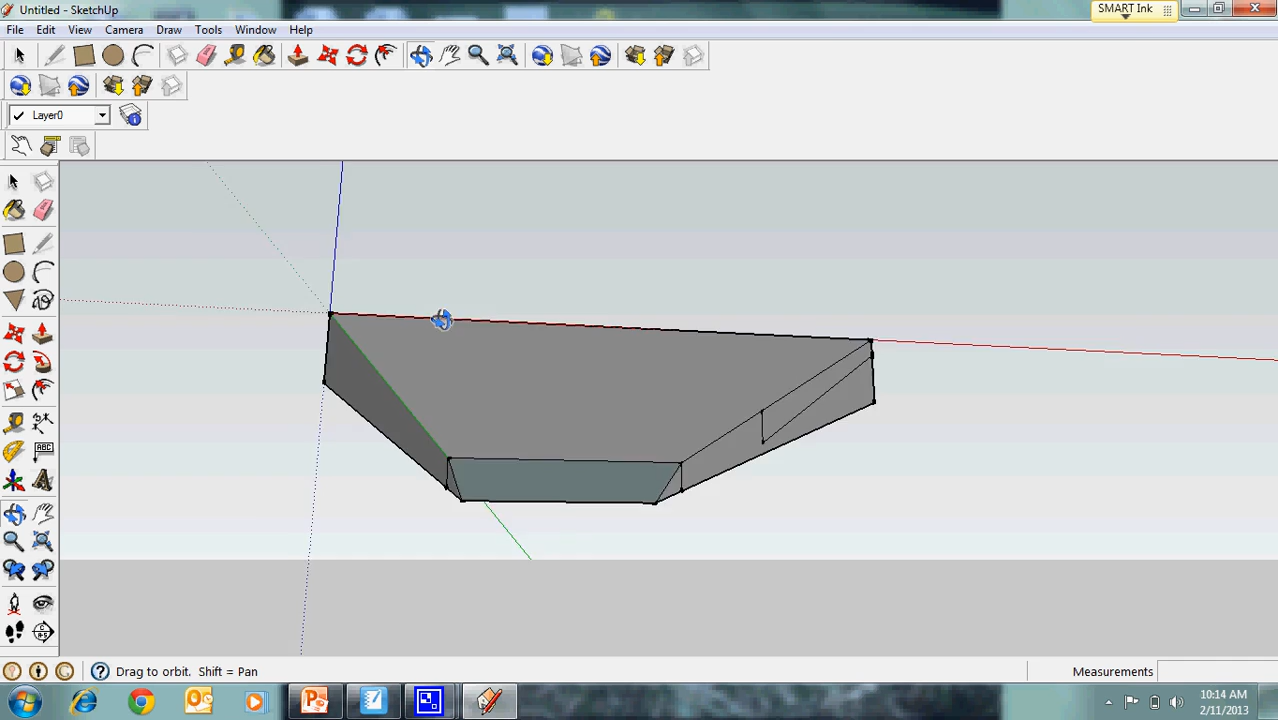 Untitled - SketchUp
SMART Ink
File Edit View Camera Draw Tools Window Help
Layer0
ABC
Drag to orbit. Shift = Pan
Measurements
10:14 AM
2/11/2013